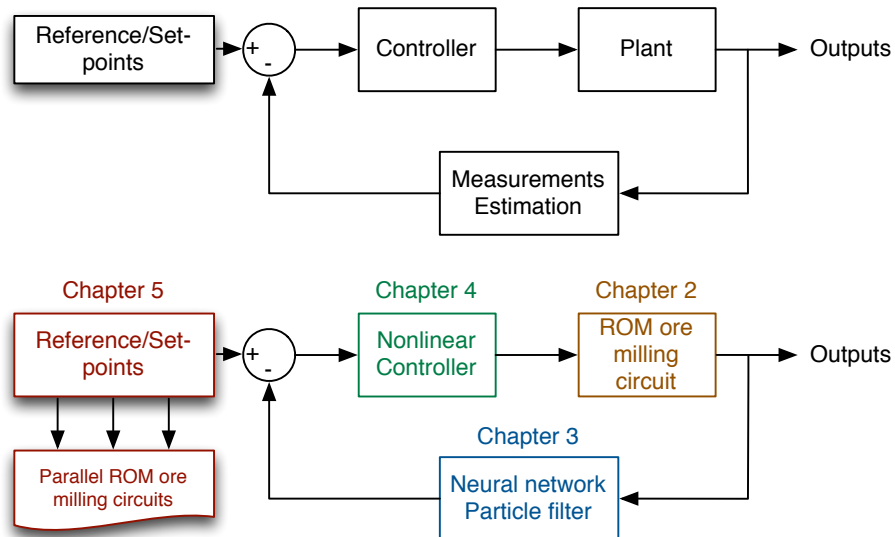 Reference/Set-
points
+
-
Controller
Plant
Outputs
Measurements
Estimation
Chapter 5
Chapter 4
Chapter 2
Reference/Set-
points
+
-
Nonlinear
Controller
ROM ore
milling
circuit
Outputs
Chapter 3
Parallel ROM ore
milling circuits
Neural network
Particle filter